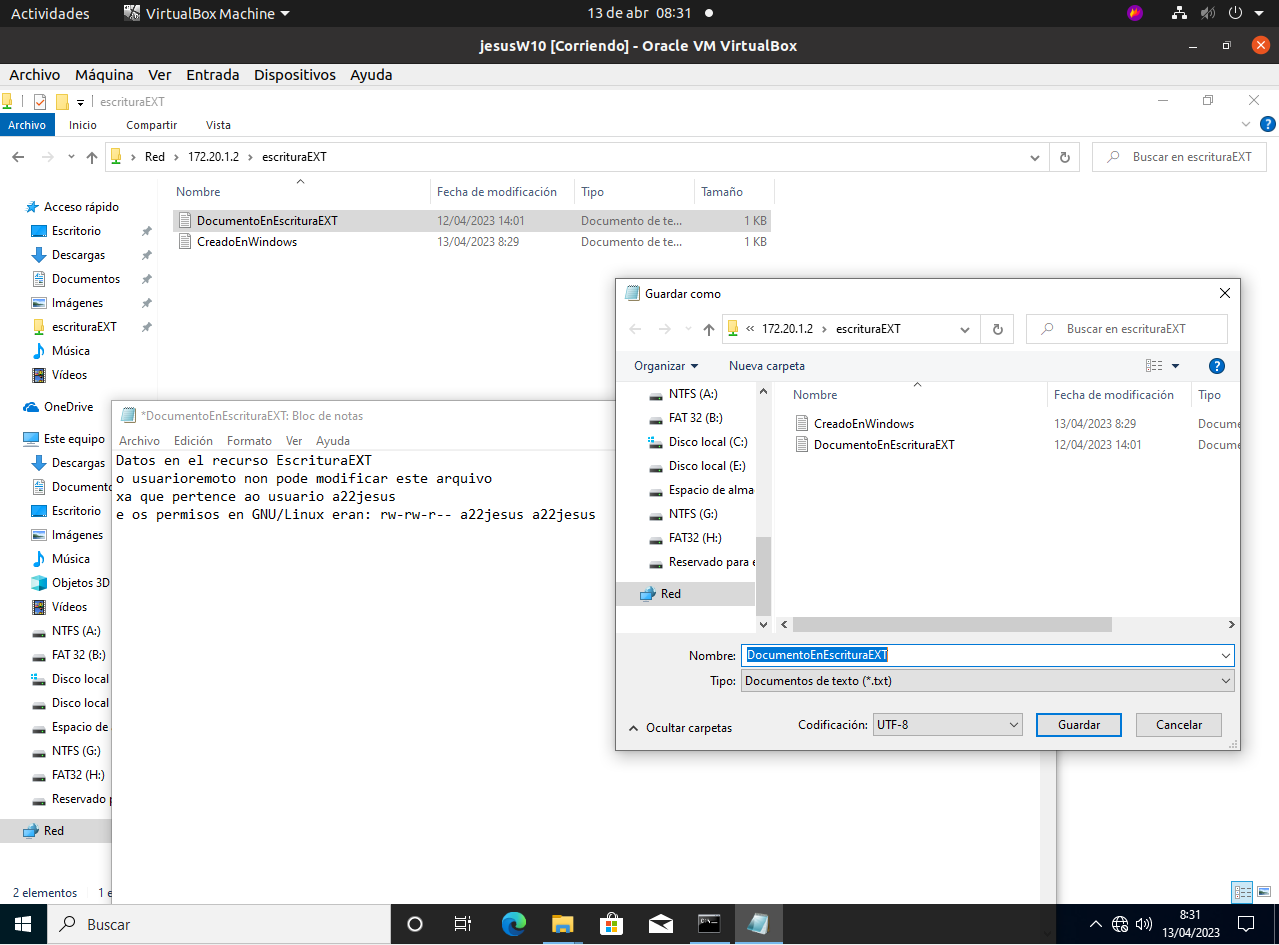 Actividades VirtualBox Machine 13 de abr 08:31
jesusW10 [Corriendo] - Oracle VM VirtualBox
Archivo Máquina Ver Entrada Dispositivos Ayuda
escrituraEXT
Archivo Inicio Compartir Vista
Red 172.20.1.2 escrituraEXT Buscar en escrituraEXT
Nombre Fecha de modificación Tipo Tamaño
DocumentoEnEscrituraEXT 12/04/2023 14:01 Documento de te... 1 KB
CreadoEnWindows 13/04/2023 8:29 Documento de te... 1 KB
Acceso rápido
Escritorio
Descargas
Documentos
Imágenes
escrituraEXT
Música
Vídeos
OneDrive
Este equipo
Descargas
Documento
Escritorio
Imágenes
Música
Objetos 3D
Vídeos
NTFS (A:)
FAT 32 (B:)
Disco local
Disco local
Espacio de
NTFS (G:)
FAT32 (H:)
Reservado p
Red
2 elementos 1 e
*DocumentoEnEscrituraEXT: Bloc de notas
Archivo Edición Formato Ver Ayuda
Datos en el recurso EscrituraEXT
o usuarioremoto non pode modificar este arquivo
xa que pertence ao usuario a22jesus
e os permisos en GNU/Linux eran: rw-rw-r-- a22jesus a22jesus
Guardar como
« 172.20.1.2 escrituraEXT Buscar en escrituraEXT
Organizar Nueva carpeta
NTFS (A:)
FAT 32 (B:)
Disco local (C:)
Disco local (E:)
Espacio de alma
NTFS (G:)
FAT32 (H:)
Reservado para e
Red
Nombre Fecha de modificación Tipo
CreadoEnWindows 13/04/2023 8:29 Docume
DocumentoEnEscrituraEXT 12/04/2023 14:01 Docume
Nombre: DocumentoEnEscrituraEXT
Tipo: Documentos de texto (*.txt)
Ocultar carpetas Codificación: UTF-8 Guardar Cancelar
Buscar
8:31
13/04/2023